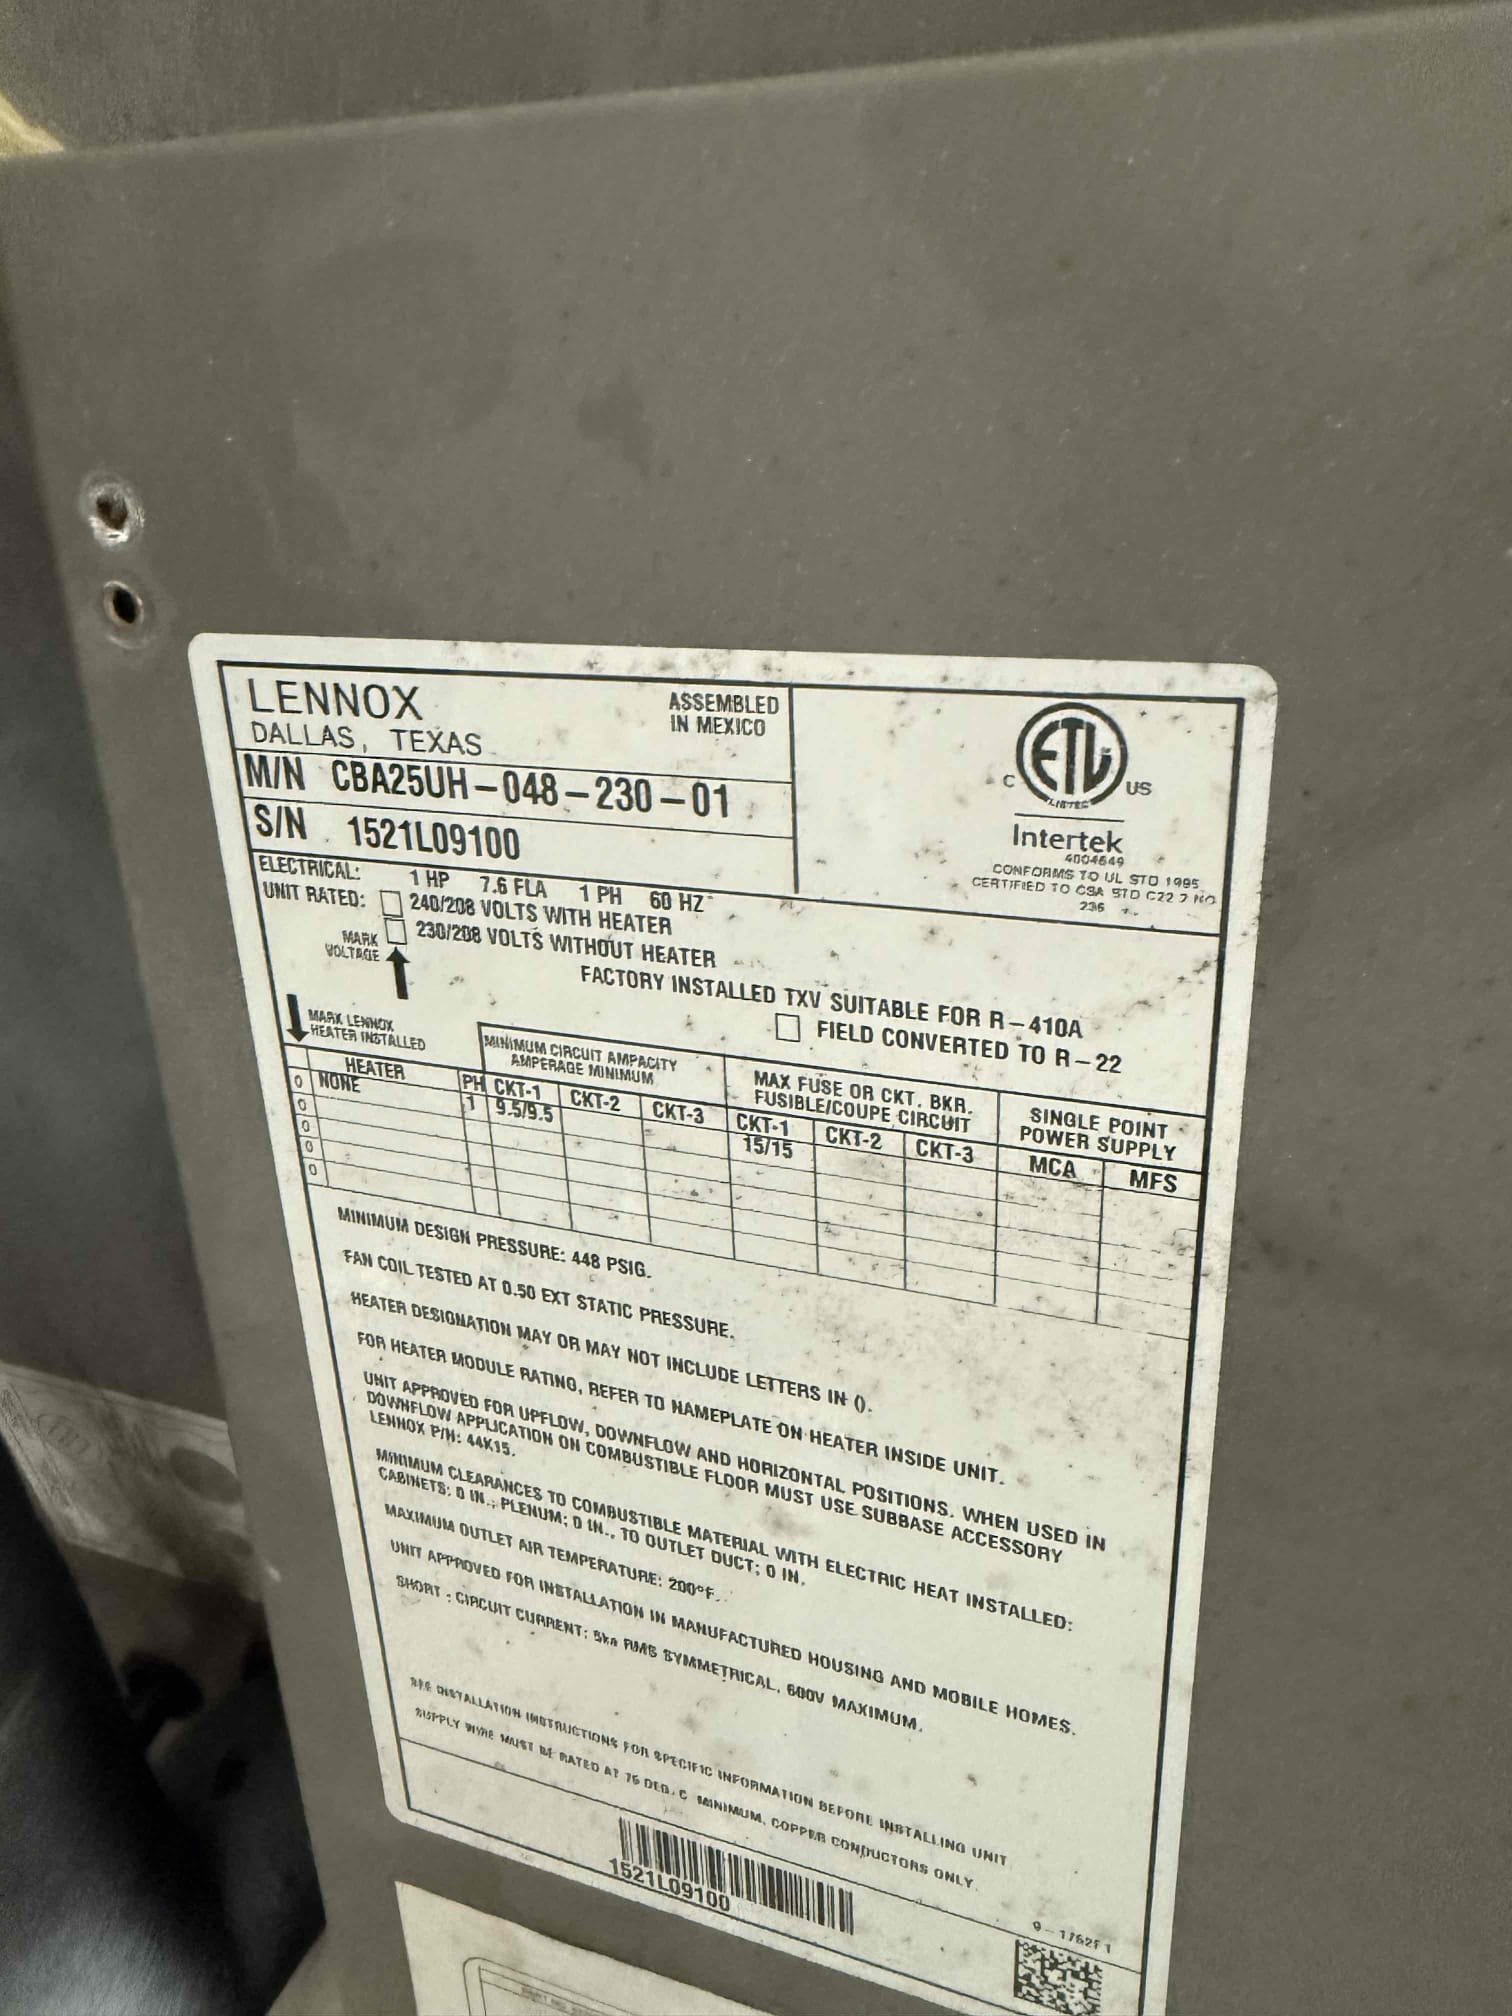 LENNOX
DALLAS, TEXAS
ASSEMBLED
IN MEXICO
M/N CBA25UH-048-230-01
S/N 1521L09100
ETL
LISTED
C US
Intertek
4004649
CONFORMS TO UL STD 1995
CERTIFIED TO CSA STD C22 2 NO
236
ELECTRICAL: 1 HP 7.6 FLA 1 PH 60 HZ
UNIT RATED: 240/208 VOLTS WITH HEATER
230/208 VOLTS WITHOUT HEATER
MARK
VOLTAGE
FACTORY INSTALLED TXV SUITABLE FOR R-410A
FIELD CONVERTED TO R-22
MARK LENNOX
HEATER INSTALLED
MINIMUM CIRCUIT AMPACITY
AMPERAGE MINIMUM
MAX FUSE OR CKT. BKR.
FUSIBLE/COUPE CIRCUIT
SINGLE POINT
POWER SUPPLY
HEATER PH CKT-1 CKT-2 CKT-3 CKT-1 CKT-2 CKT-3 MCA MFS
0 NONE 1 9.5/9.5 15/15
0
0
0
0
MINIMUM DESIGN PRESSURE: 448 PSIG.
FAN COIL TESTED AT 0.50 EXT STATIC PRESSURE.
HEATER DESIGNATION MAY OR MAY NOT INCLUDE LETTERS IN ().
FOR HEATER MODULE RATING, REFER TO NAMEPLATE ON HEATER INSIDE UNIT.
UNIT APPROVED FOR UPFLOW, DOWNFLOW AND HORIZONTAL POSITIONS. WHEN USED IN
DOWNFLOW APPLICATION ON COMBUSTIBLE FLOOR MUST USE SUBBASE ACCESSORY
LENNOX P/N: 44K15.
MINIMUM CLEARANCES TO COMBUSTIBLE MATERIAL WITH ELECTRIC HEAT INSTALLED:
CABINETS: 0 IN.; PLENUM; 0 IN., TO OUTLET DUCT; 0 IN.
MAXIMUM OUTLET AIR TEMPERATURE: 200°F.
UNIT APPROVED FOR INSTALLATION IN MANUFACTURED HOUSING AND MOBILE HOMES.
SHORT : CIRCUIT CURRENT: 5ka RMS SYMMETRICAL, 600V MAXIMUM.
SEE INSTALLATION INSTRUCTIONS FOR SPECIFIC INFORMATION BEFORE INSTALLING UNIT
SUPPLY WIRE MUST BE RATED AT 75 DEG. C MINIMUM, COPPER CONDUCTORS ONLY.
1521L09100